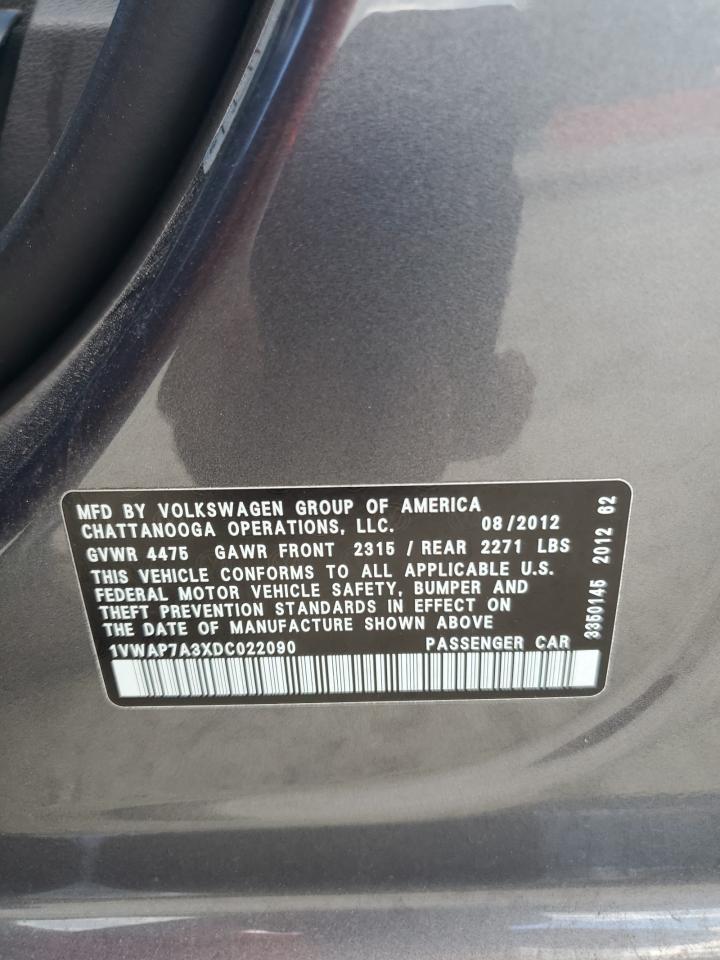 MFD BY VOLKSWAGEN GROUP OF AMERICA
CHATTANOOGA OPERATIONS, LLC. 08/2012
GVWR 4475 GAWR FRONT 2315 / REAR 2271 LBS
THIS VEHICLE CONFORMS TO ALL APPLICABLE U.S.
FEDERAL MOTOR VEHICLE SAFETY, BUMPER AND
THEFT PREVENTION STANDARDS IN EFFECT ON
THE DATE OF MANUFACTURE SHOWN ABOVE
1VWAP7A3XDC022090 PASSENGER CAR
3350145 2012 62